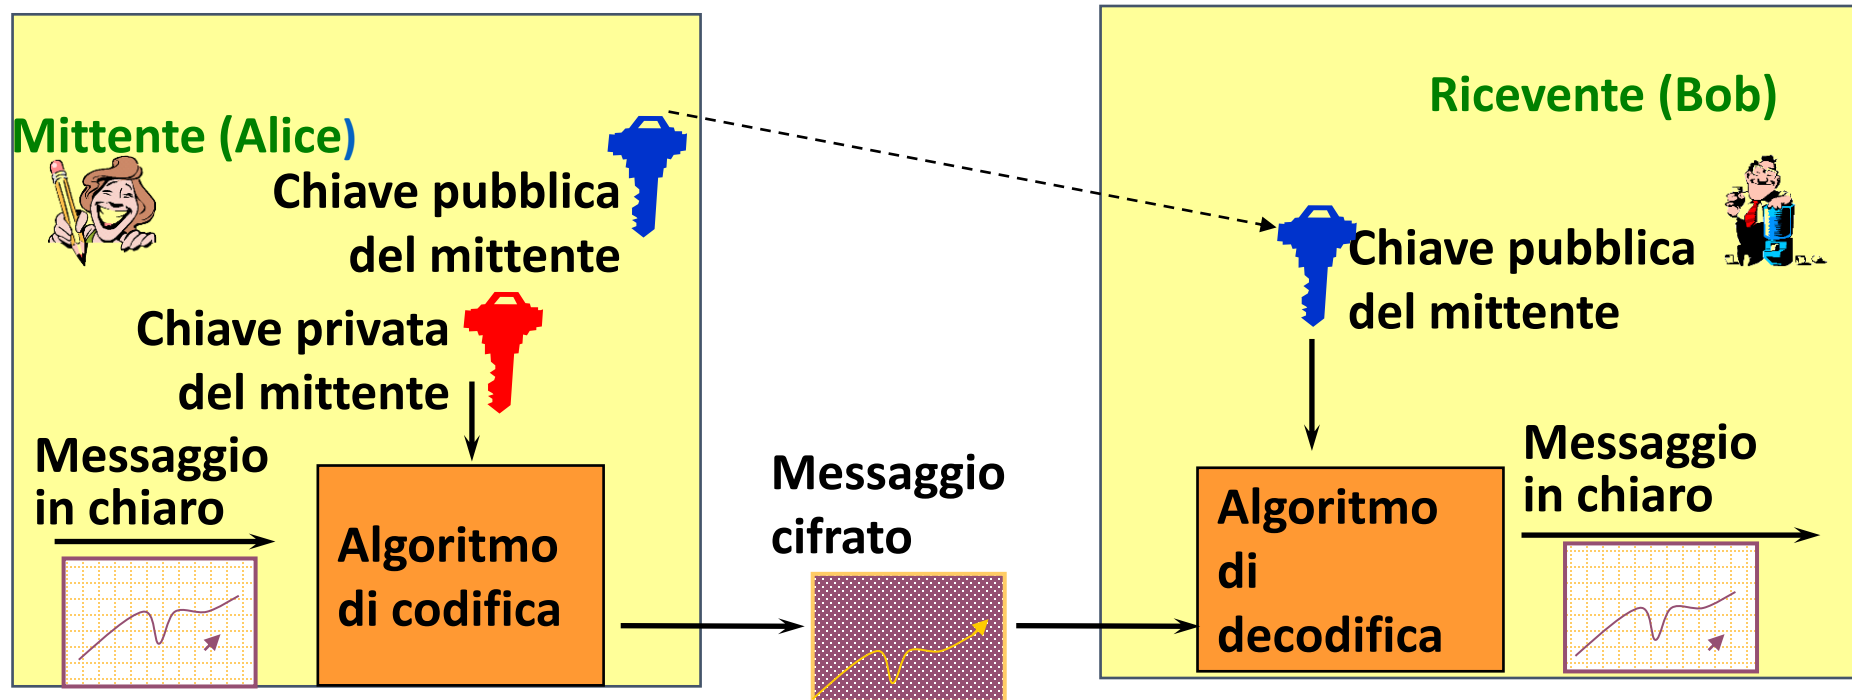 Mittente (Alice)
Chiave pubblica
del mittente
Chiave privata
del mittente
Messaggio
in chiaro
Algoritmo
di codifica
Messaggio
cifrato
Ricevente (Bob)
Chiave pubblica
del mittente
Algoritmo
di
decodifica
Messaggio
in chiaro